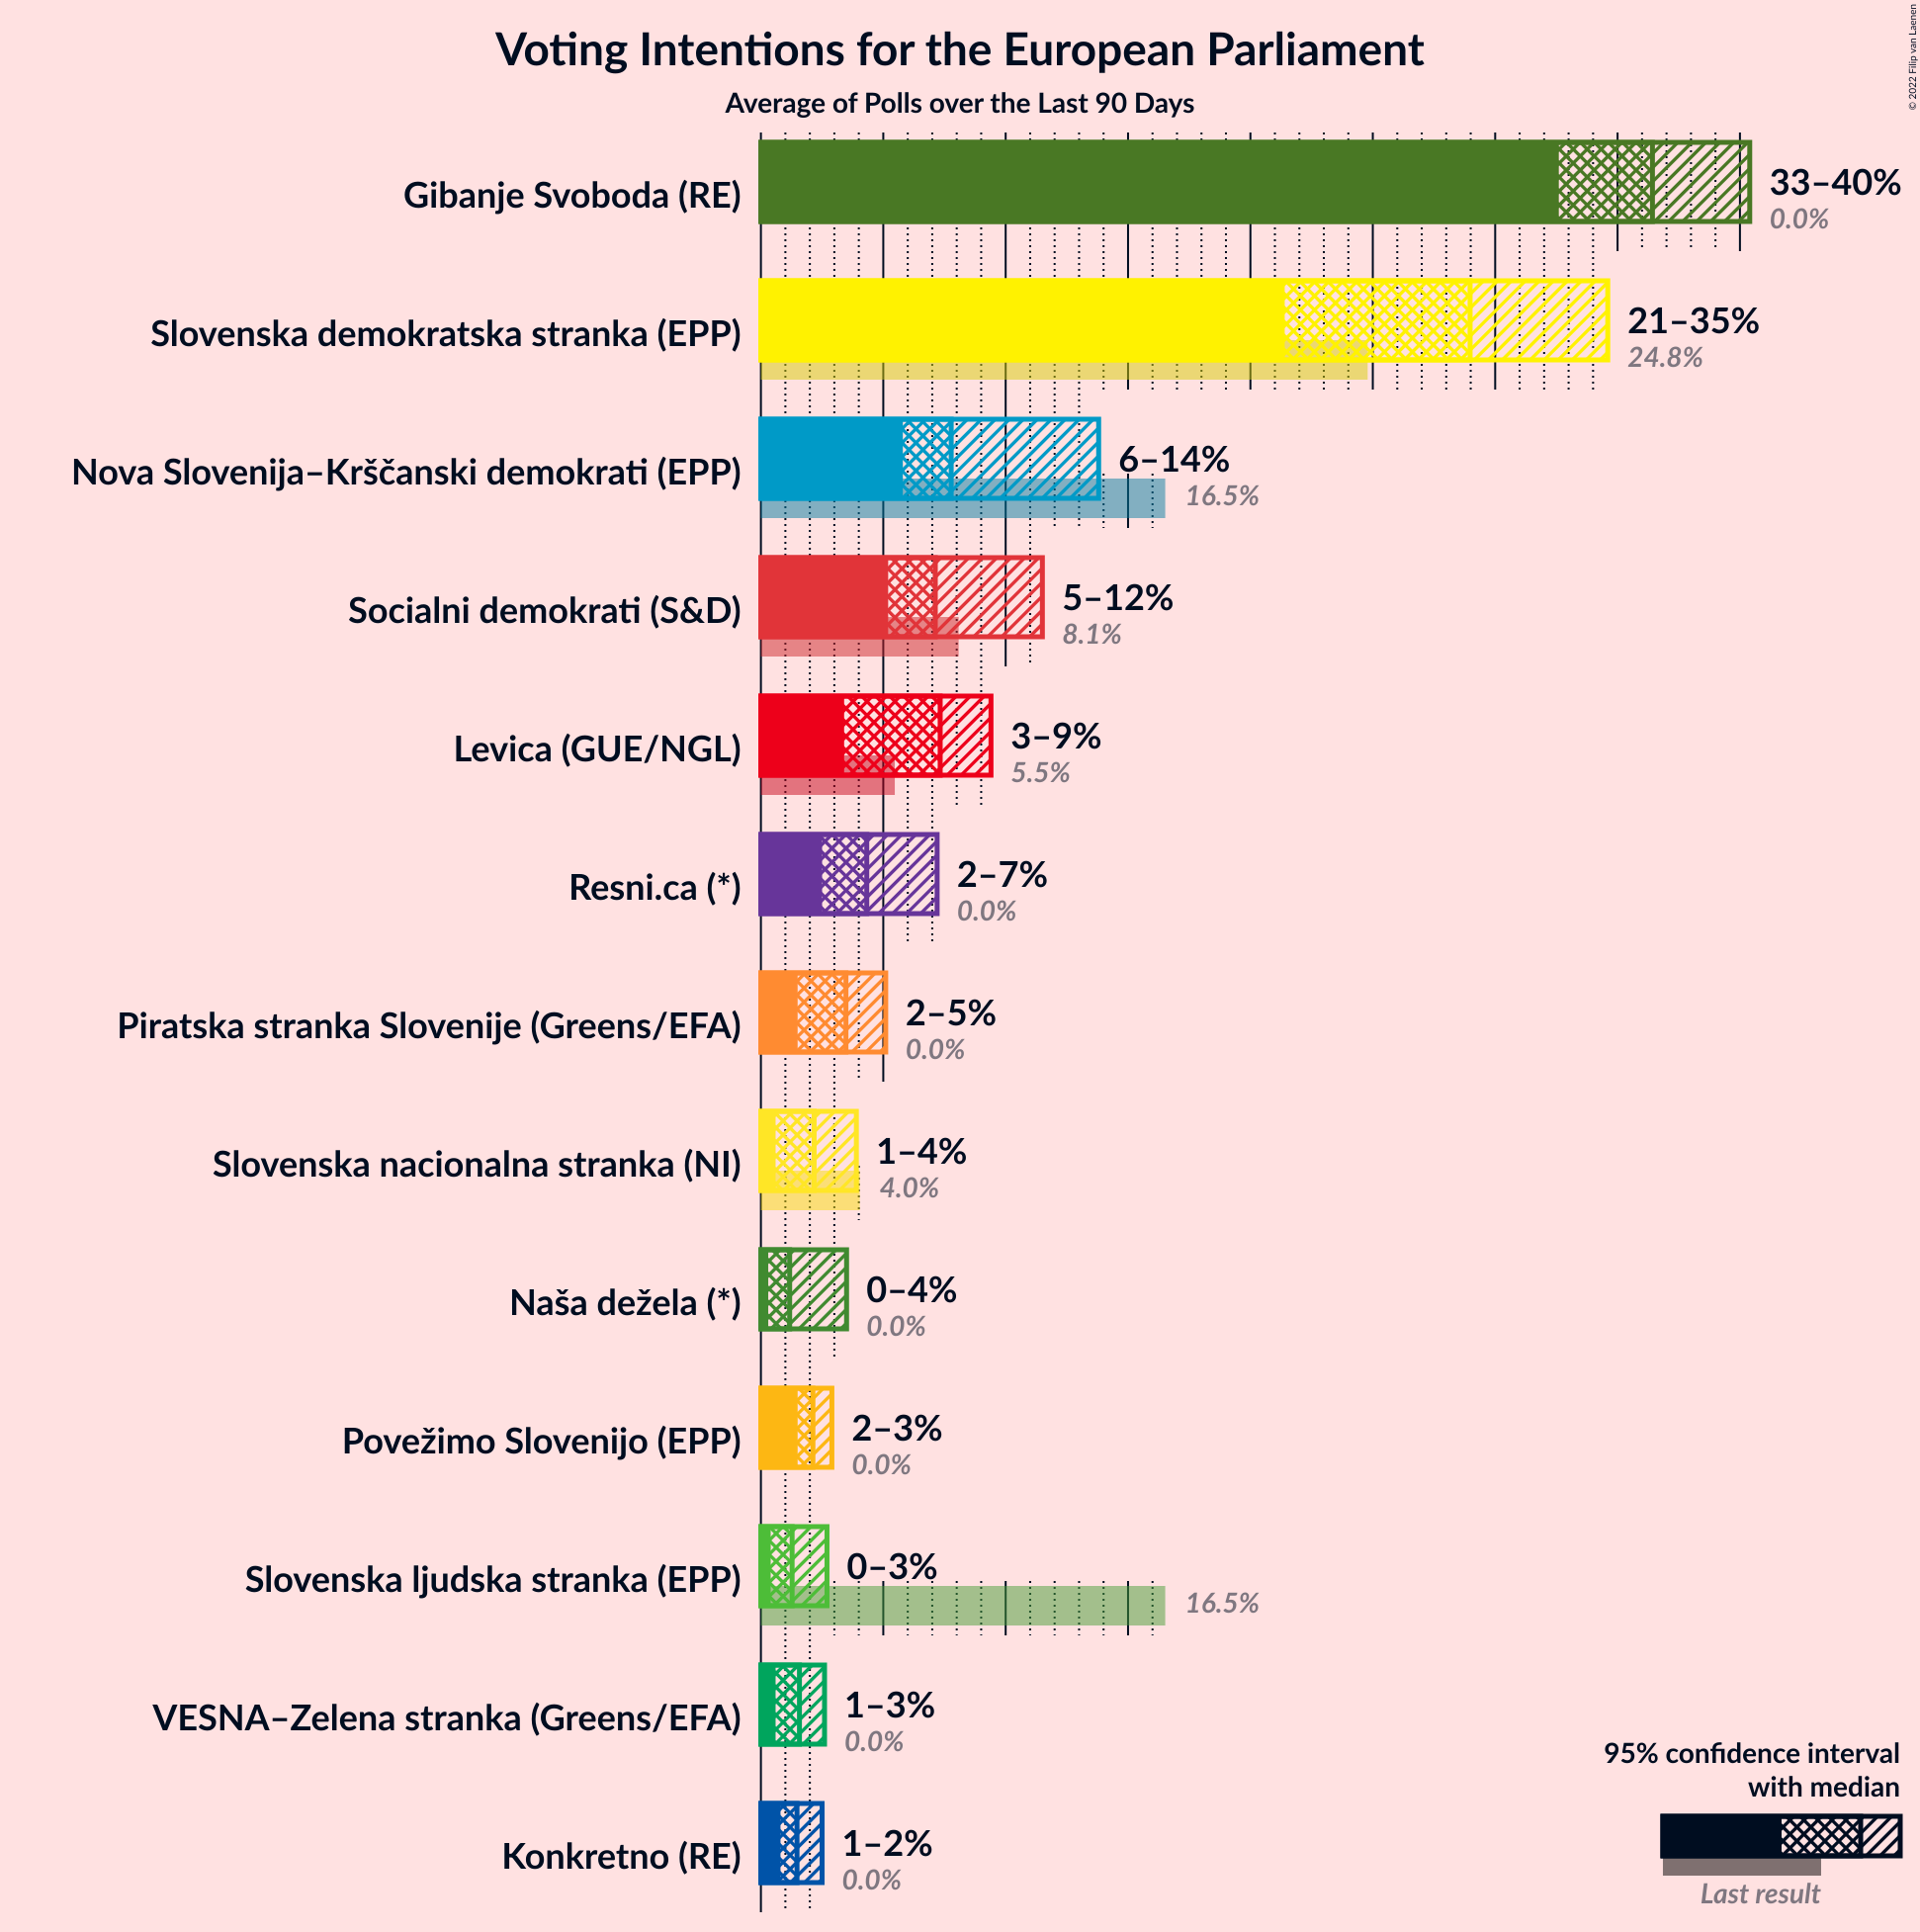 © 2022 Filip van Laenen
Voting Intentions for the European Parliament
Average of Polls over the Last 90 Days
Gibanje Svoboda (RE)
33–40%
0.0%
Slovenska demokratska stranka (EPP)
21–35%
24.8%
Nova Slovenija–Krščanski demokrati (EPP)
6–14%
16.5%
Socialni demokrati (S&D)
5–12%
8.1%
Levica (GUE/NGL)
3–9%
5.5%
Resni.ca (*)
2–7%
0.0%
Piratska stranka Slovenije (Greens/EFA)
2–5%
0.0%
Slovenska nacionalna stranka (NI)
1–4%
4.0%
Naša dežela (*)
0–4%
0.0%
Povežimo Slovenijo (EPP)
2–3%
0.0%
Slovenska ljudska stranka (EPP)
0–3%
16.5%
VESNA–Zelena stranka (Greens/EFA)
1–3%
0.0%
Konkretno (RE)
1–2%
0.0%
95% confidence interval
with median
Last result